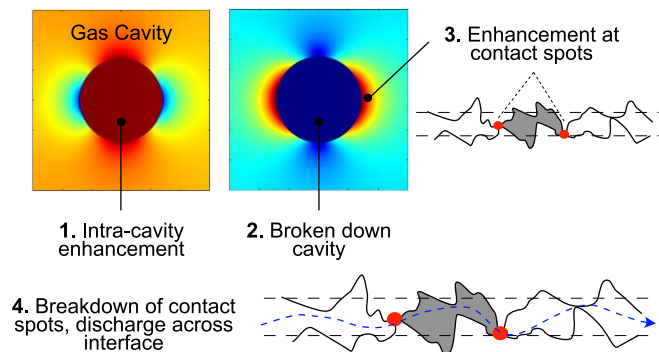 Gas Cavity
3. Enhancement at
contact spots
1. Intra-cavity
enhancement
2. Broken down
cavity
4. Breakdown of contact
spots, discharge across
interface